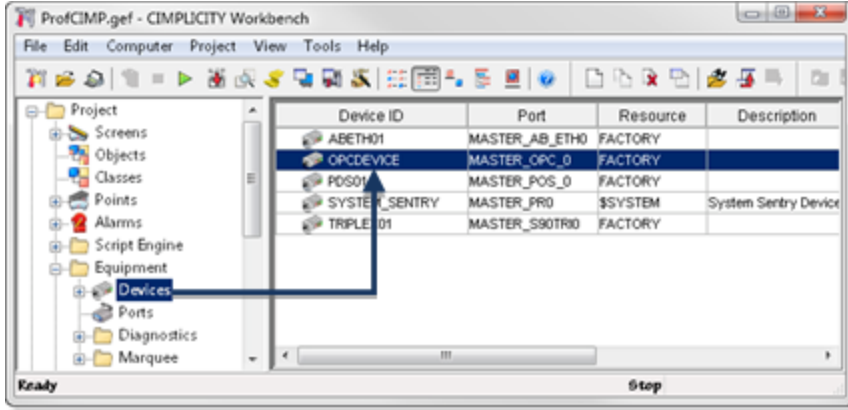 ProfCIMP.gef - CIMPLICITY Workbench
File Edit Computer Project View Tools Help
Project
Screens
Objects
Classes
Points
Alarms
Script Engine
Equipment
Devices
Ports
Diagnostics
Marquee
Device ID Port Resource Description
ABETH01 MASTER_AB_ETH0 FACTORY
OPCDEVICE MASTER_OPC_0 FACTORY
MASTER_POS_0 FACTORY
SYSTEM_SENTRY MASTER_PR0 $SYSTEM System Sentry Device
MASTER_S90TRI0 FACTORY
Ready Stop